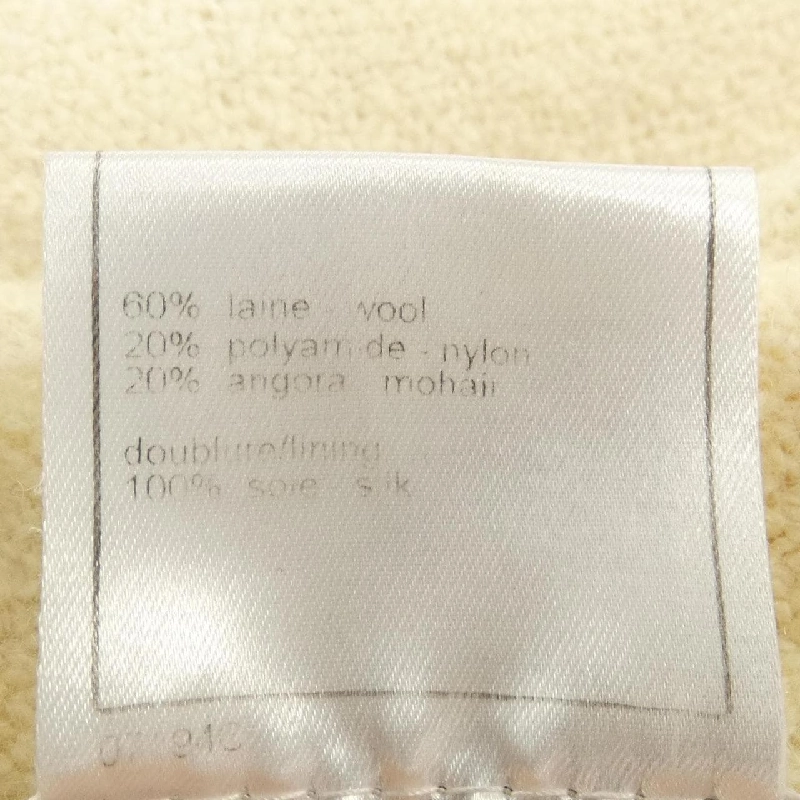 60% laine - wool
20% polyamide - nylon
20% angora mohair
doublure/lining
100% soie silk